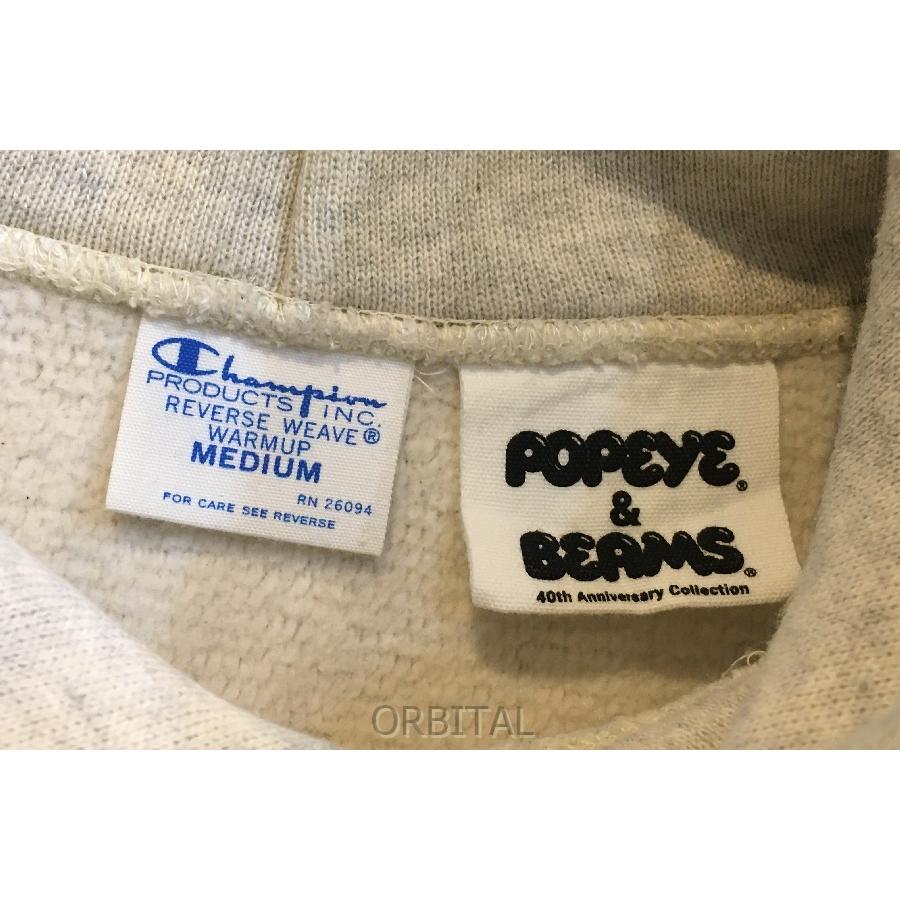 Champion
PRODUCTS INC.
REVERSE WEAVE®
WARMUP
MEDIUM
RN 26094
FOR CARE SEE REVERSE
POPEYE®
&
BEAMS®
40th Anniversary Collection
ORBITAL